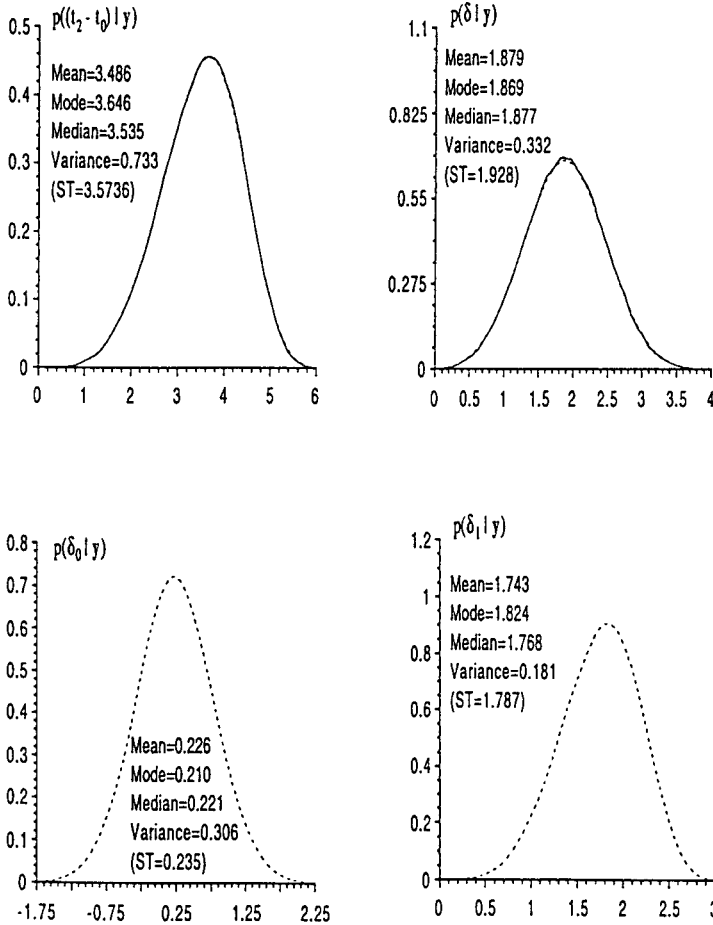 p((t₂ - t₀) | y)
Mean=3.486
Mode=3.646
Median=3.535
Variance=0.733
(ST=3.5736)
0.5
0.4
0.3
0.2
0.1
0
0 1 2 3 4 5 6
p(δ | y)
Mean=1.879
Mode=1.869
Median=1.877
Variance=0.332
(ST=1.928)
1.1
0.825
0.55
0.275
0
0 0.5 1 1.5 2 2.5 3 3.5 4
p(δ₀ | y)
0.8
0.7
0.6
0.5
0.4
0.3
0.2
0.1
0
Mean=0.226
Mode=0.210
Median=0.221
Variance=0.306
(ST=0.235)
-1.75 -0.75 0.25 1.25 2.25
p(δ₁ | y)
Mean=1.743
Mode=1.824
Median=1.768
Variance=0.181
(ST=1.787)
1.2
1
0.8
0.6
0.4
0.2
0
0 0.5 1 1.5 2 2.5 3